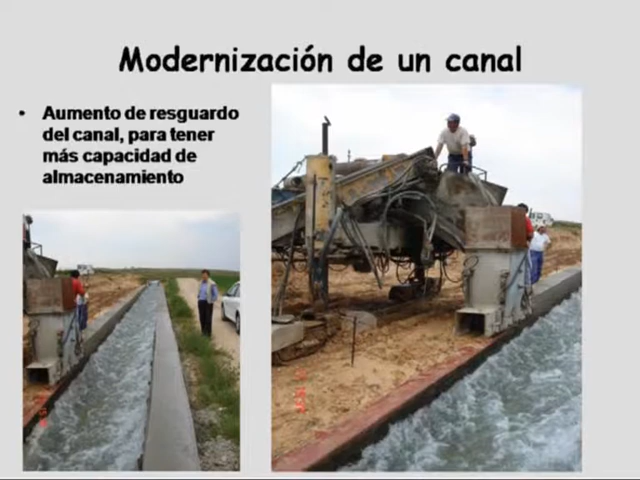 Modernización de un canal
• Aumento de resguardo
del canal, para tener
más capacidad de
almacenamiento